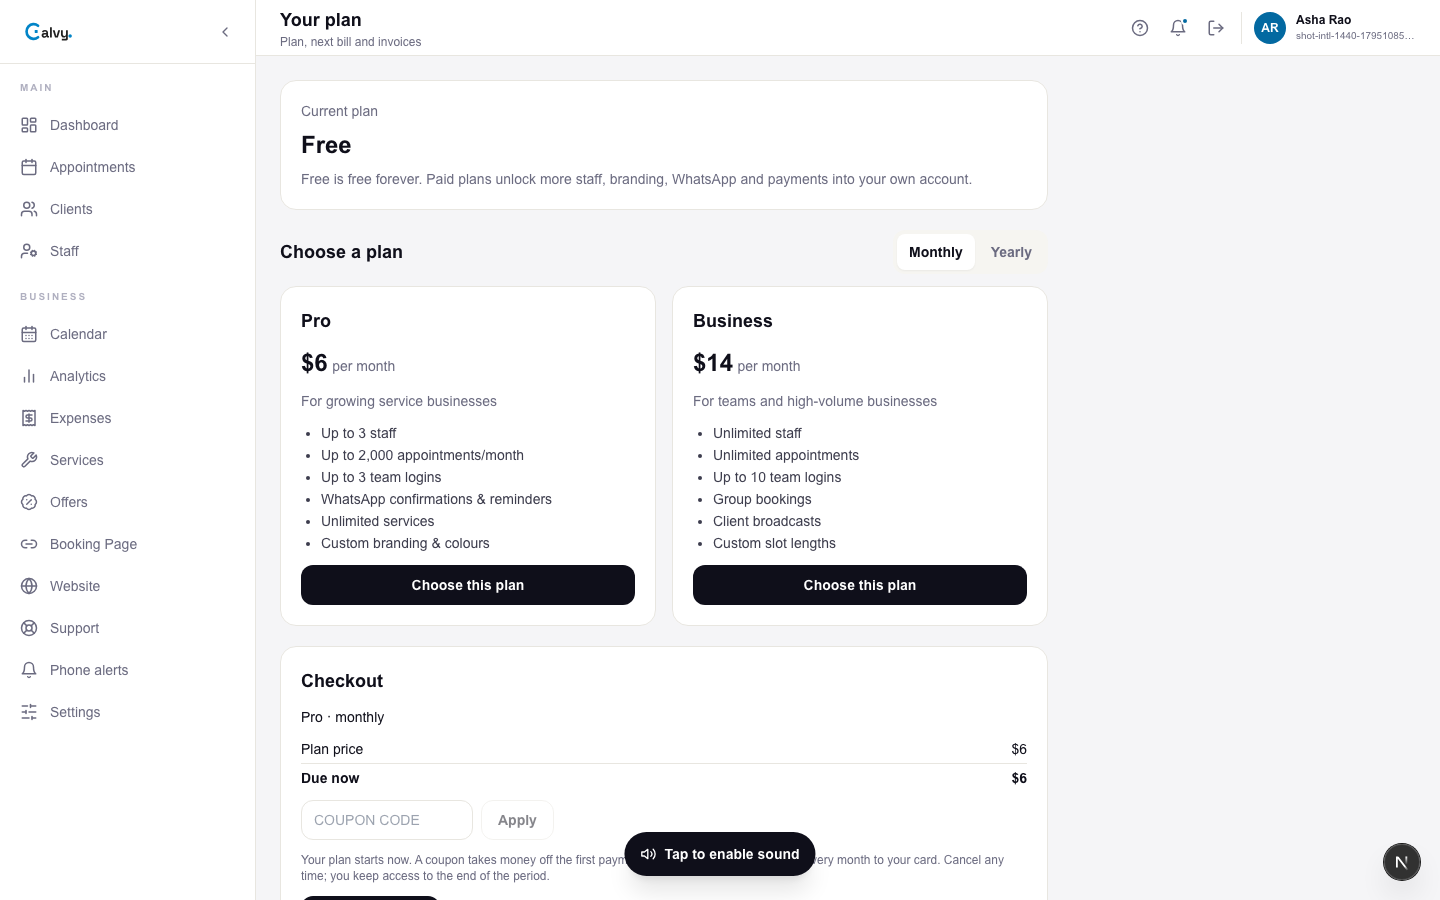 Calvy.
Your plan
Plan, next bill and invoices
AR
Asha Rao
shot-intl-1440-17951085...
MAIN
Dashboard
Appointments
Clients
Staff
BUSINESS
Calendar
Analytics
Expenses
Services
Offers
Booking Page
Website
Support
Phone alerts
Settings
Current plan
Free
Free is free forever. Paid plans unlock more staff, branding, WhatsApp and payments into your own account.
Choose a plan
Monthly
Yearly
Pro
$6 per month
For growing service businesses
• Up to 3 staff
• Up to 2,000 appointments/month
• Up to 3 team logins
• WhatsApp confirmations & reminders
• Unlimited services
• Custom branding & colours
Choose this plan
Business
$14 per month
For teams and high-volume businesses
• Unlimited staff
• Unlimited appointments
• Up to 10 team logins
• Group bookings
• Client broadcasts
• Custom slot lengths
Choose this plan
Checkout
Pro · monthly
Plan price $6
Due now $6
COUPON CODE
Apply
Your plan starts now. A coupon takes money off the first month to your card. Cancel any
time; you keep access to the end of the period.
Tap to enable sound
N